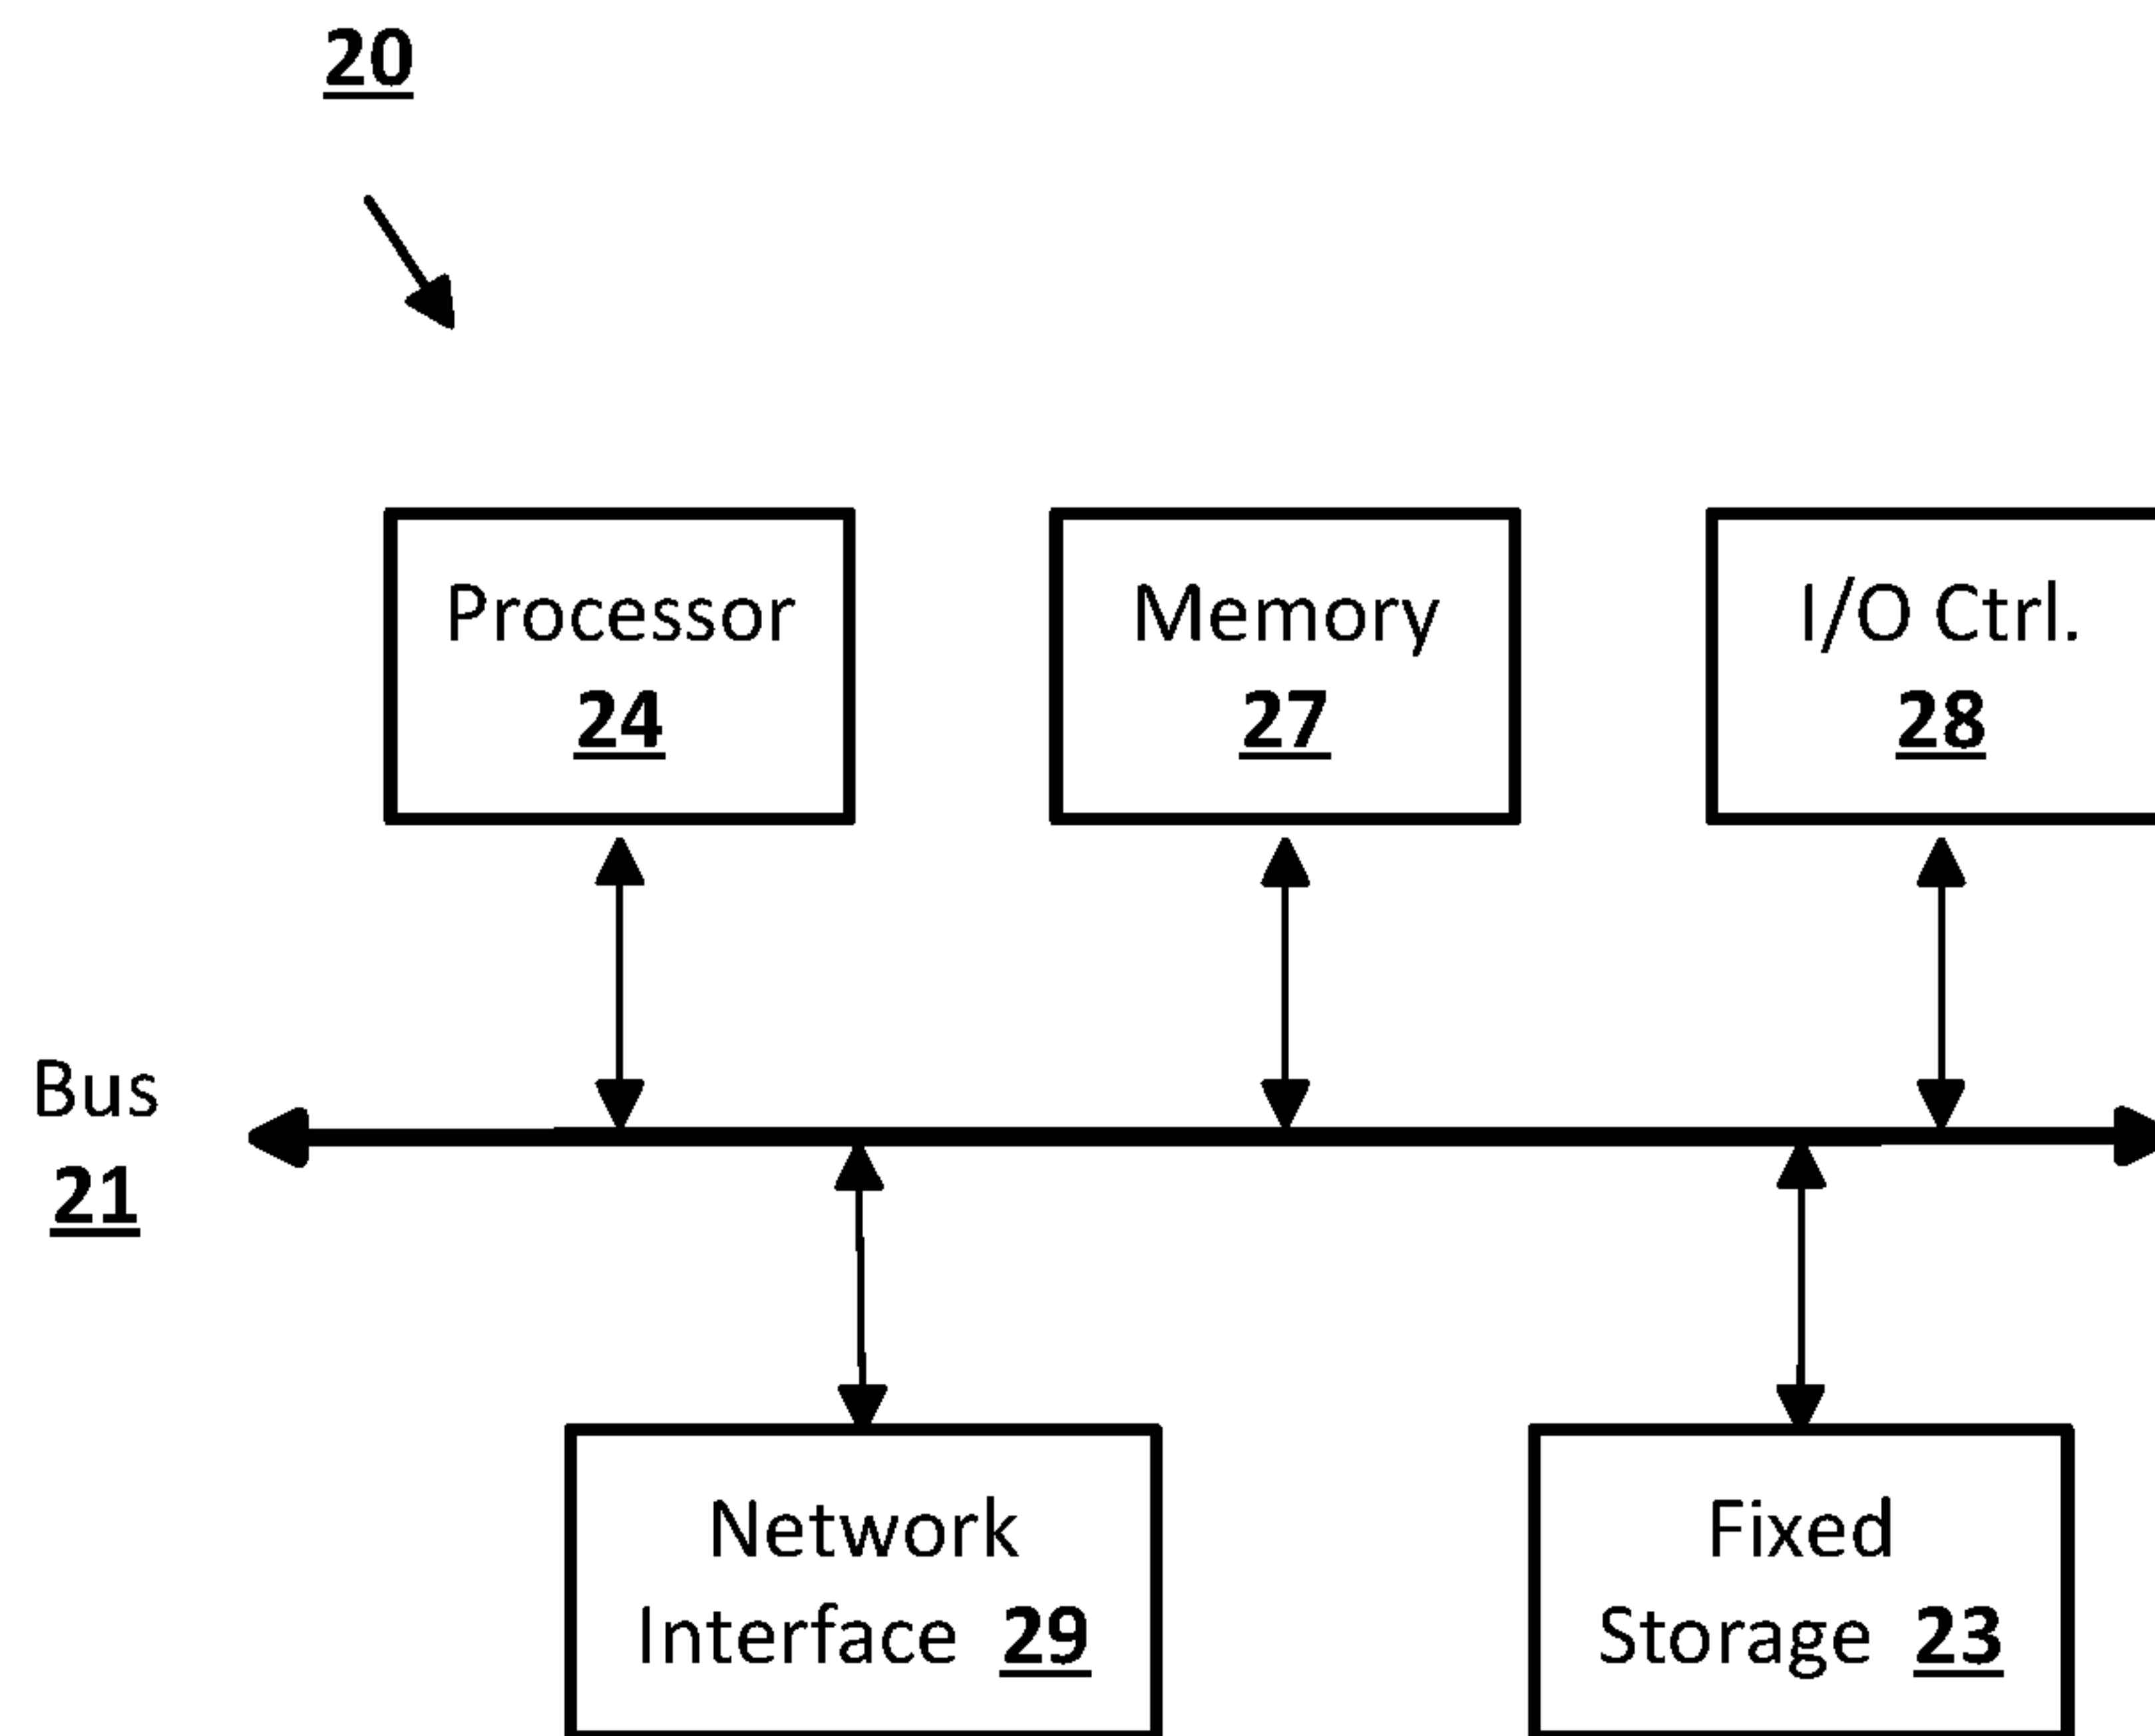 20
Processor
24
Memory
27
I/O Ctrl.
28
Bus
21
Network
Interface 29
Fixed
Storage 23